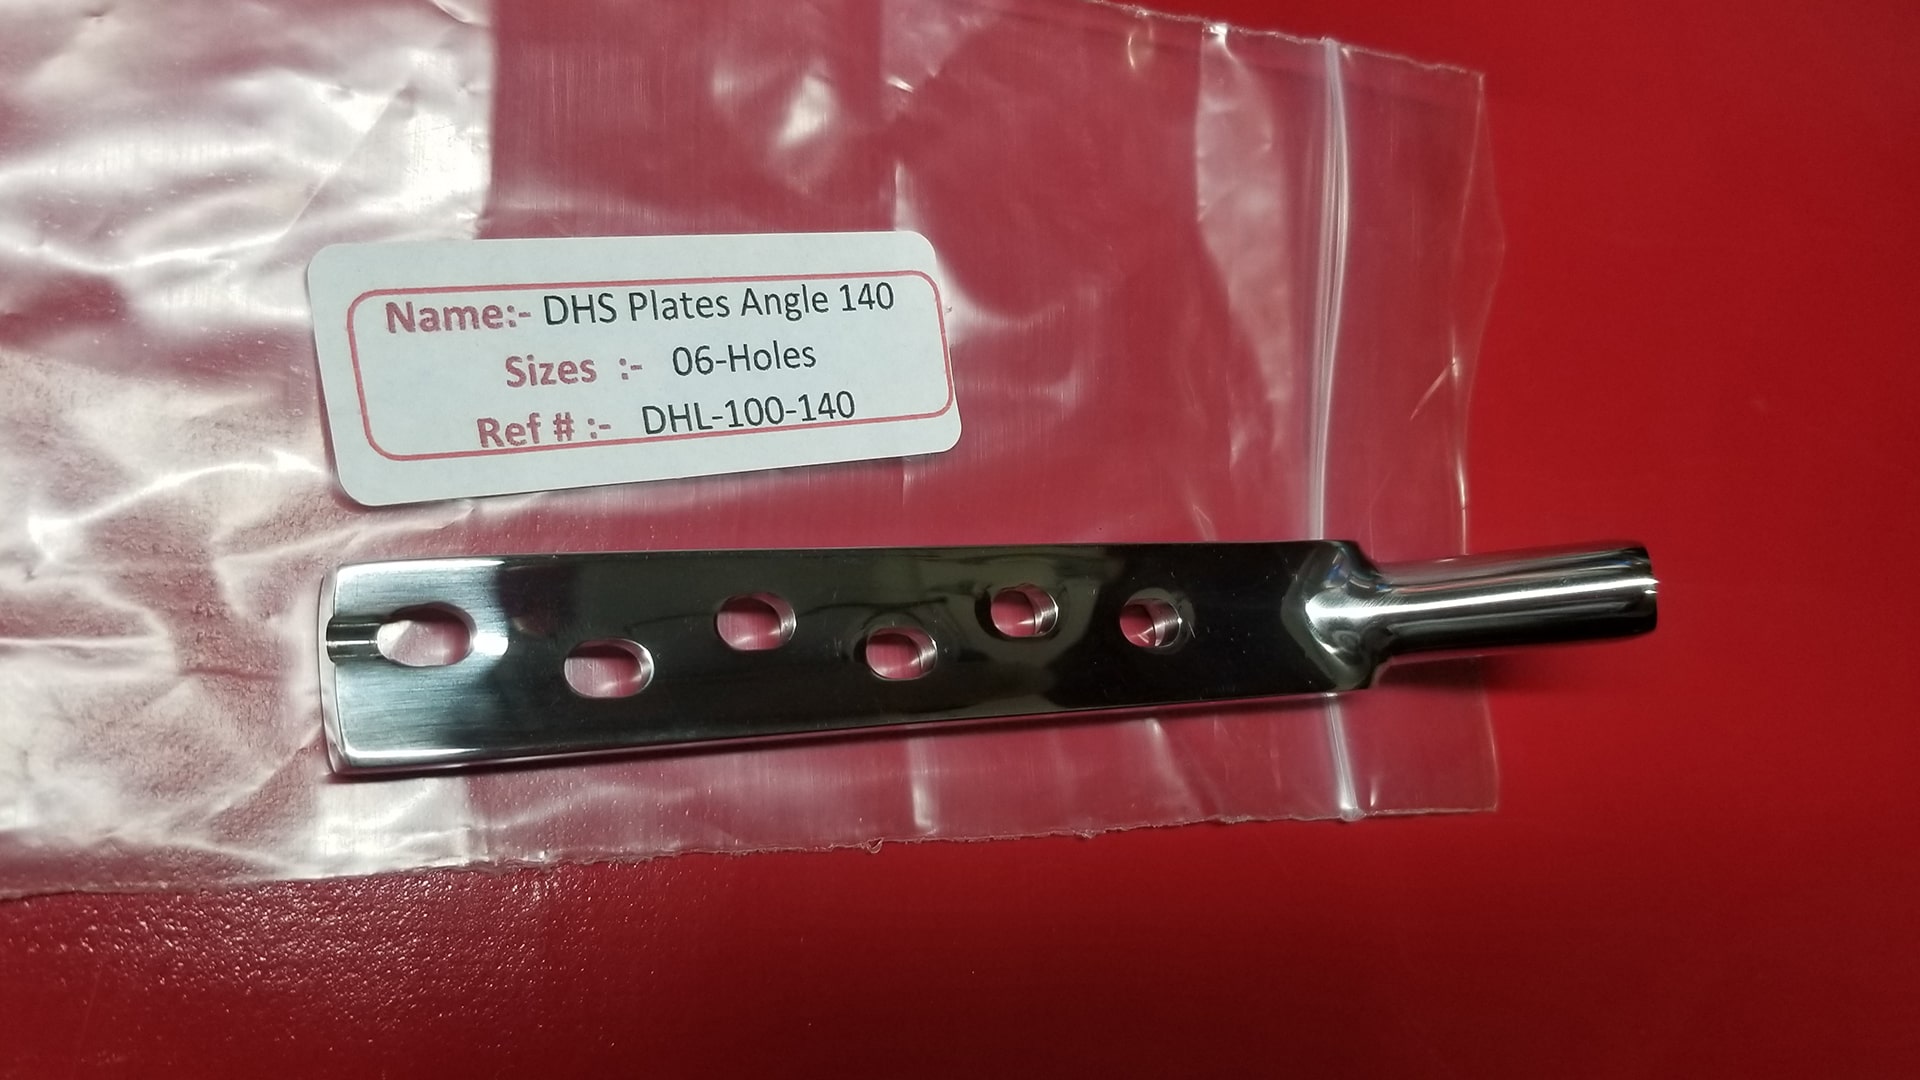 Name:- DHS Plates Angle 140
Sizes :- 06-Holes
Ref # :- DHL-100-140